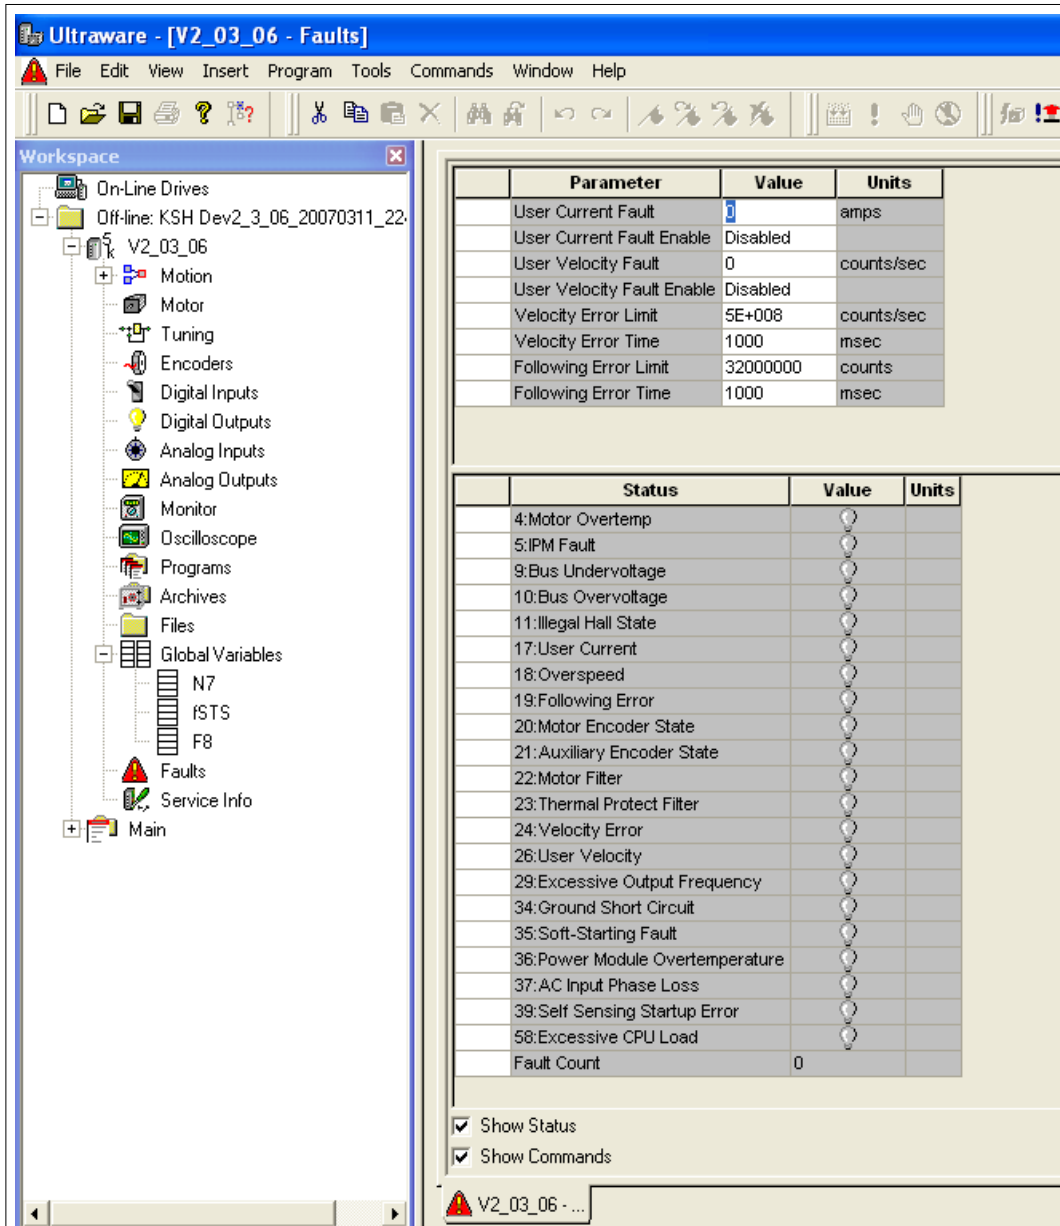 Ultraware - [V2_03_06 - Faults]
File Edit View Insert Program Tools Commands Window Help
Workspace
On-Line Drives
Off-line: KSH Dev2_3_06_20070311_22
V2_03_06
Motion
Motor
Tuning
Encoders
Digital Inputs
Digital Outputs
Analog Inputs
Analog Outputs
Monitor
Oscilloscope
Programs
Archives
Files
Global Variables
N7
fSTS
F8
Faults
Service Info
Main
Parameter Value Units
User Current Fault 0 amps
User Current Fault Enable Disabled
User Velocity Fault 0 counts/sec
User Velocity Fault Enable Disabled
Velocity Error Limit 5E+008 counts/sec
Velocity Error Time 1000 msec
Following Error Limit 32000000 counts
Following Error Time 1000 msec
Status Value Units
4:Motor Overtemp
5:IPM Fault
9:Bus Undervoltage
10:Bus Overvoltage
11:Illegal Hall State
17:User Current
18:Overspeed
19:Following Error
20:Motor Encoder State
21:Auxiliary Encoder State
22:Motor Filter
23:Thermal Protect Filter
24:Velocity Error
26:User Velocity
29:Excessive Output Frequency
34:Ground Short Circuit
35:Soft-Starting Fault
36:Power Module Overtemperature
37:AC Input Phase Loss
39:Self Sensing Startup Error
58:Excessive CPU Load
Fault Count 0
Show Status
Show Commands
V2_03_06 - ...